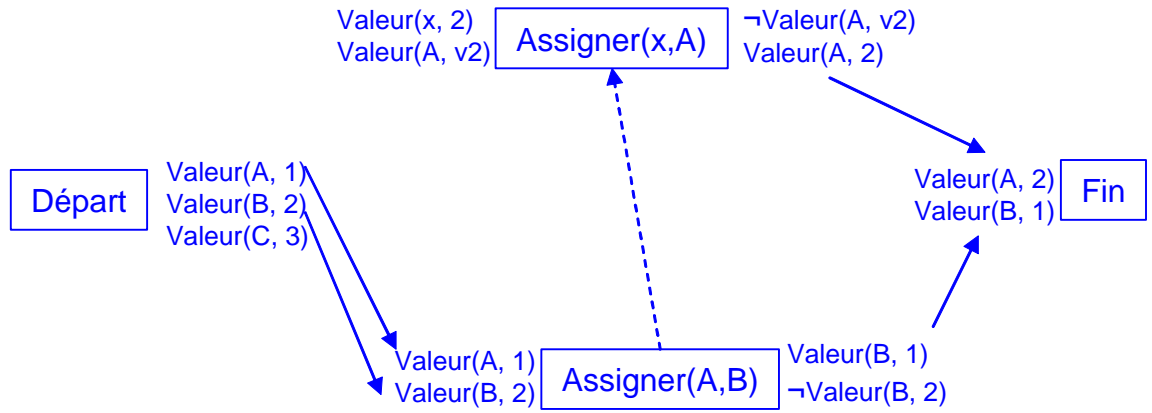 Valeur(x, 2)
Valeur(A, v2)
Assigner(x,A)
¬Valeur(A, v2)
Valeur(A, 2)
Départ
Valeur(A, 1)
Valeur(B, 2)
Valeur(C, 3)
Valeur(A, 2)
Valeur(B, 1)
Fin
Valeur(A, 1)
Valeur(B, 2)
Assigner(A,B)
Valeur(B, 1)
¬Valeur(B, 2)